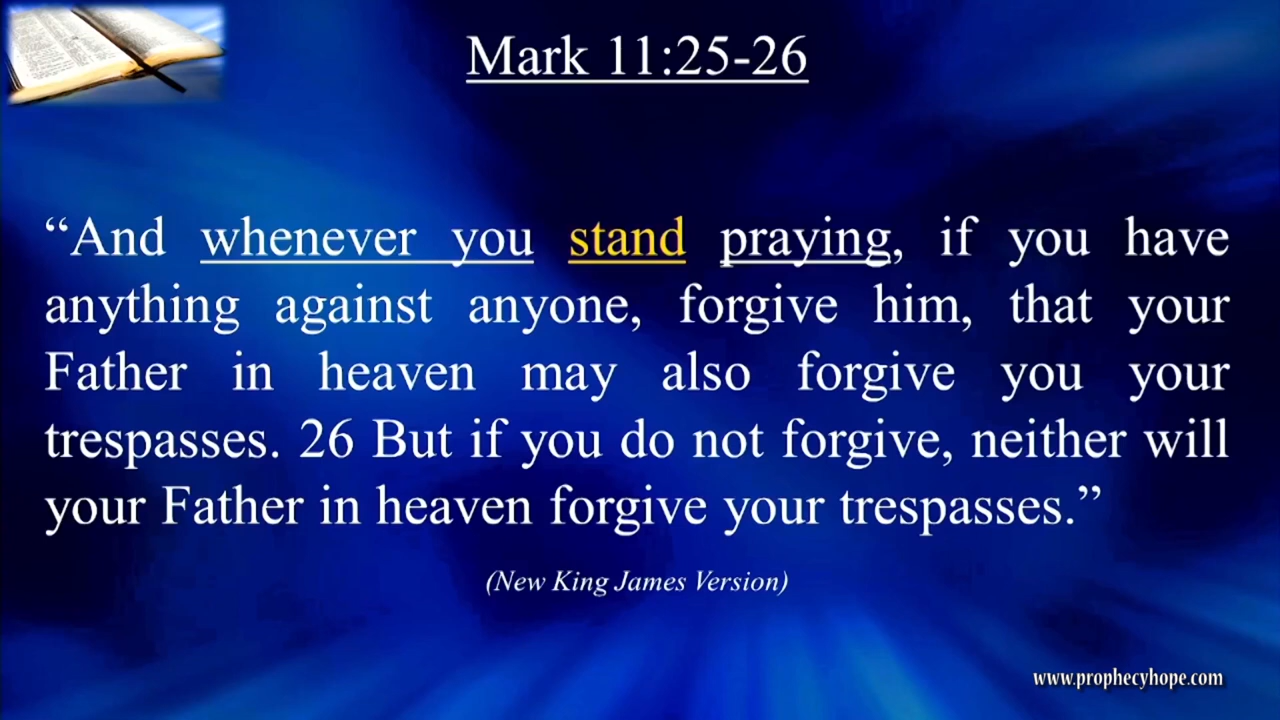 Mark 11:25-26
“And whenever you stand praying, if you have
anything against anyone, forgive him, that your
Father in heaven may also forgive you your
trespasses. 26 But if you do not forgive, neither will
your Father in heaven forgive your trespasses.”
(New King James Version)
www.prophecyhope.com